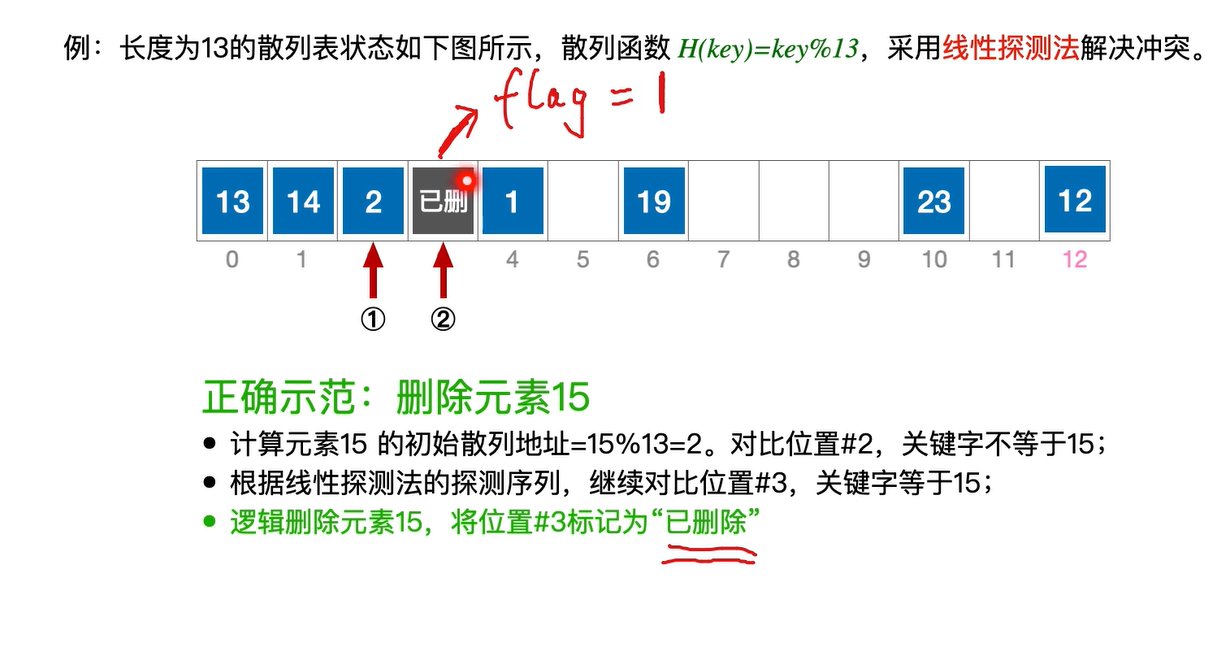 例：长度为13的散列表状态如下图所示，散列函数 H(key)=key%13，采用线性探测法解决冲突。
flag = 1
13 14 2 已删 1 19 23 12
0 1 4 5 6 7 8 9 10 11 12
① ②
正确示范：删除元素15
• 计算元素15 的初始散列地址=15%13=2。对比位置#2，关键字不等于15；
• 根据线性探测法的探测序列，继续对比位置#3，关键字等于15；
• 逻辑删除元素15，将位置#3标记为“已删除”